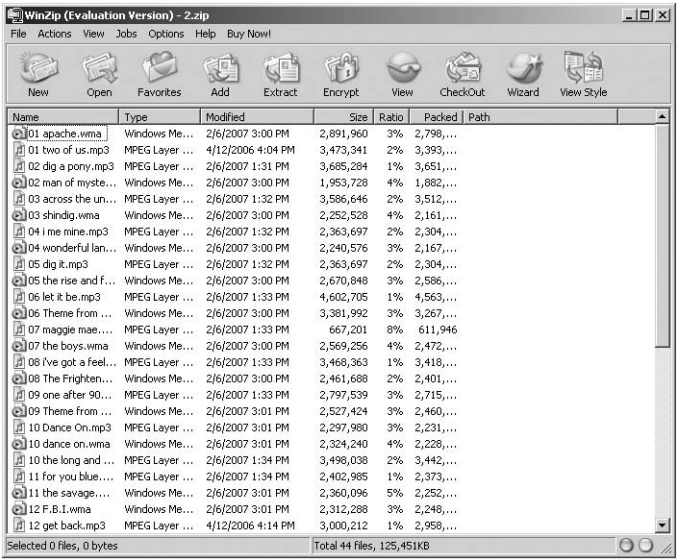 WinZip (Evaluation Version) - 2.zip
File Actions View Jobs Options Help Buy Now!
New Open Favorites Add Extract Encrypt View CheckOut Wizard View Style
Name Type Modified Size Ratio Packed Path
01 apache.wma Windows Me... 2/6/2007 3:00 PM 2,891,960 3% 2,798,...
01 two of us.mp3 MPEG Layer ... 4/12/2006 4:04 PM 3,473,341 2% 3,393,...
02 dig a pony.mp3 MPEG Layer ... 2/6/2007 1:31 PM 3,685,284 1% 3,651,...
02 man of myste... Windows Me... 2/6/2007 3:00 PM 1,953,728 4% 1,882,...
03 across the un... MPEG Layer ... 2/6/2007 1:32 PM 3,586,646 2% 3,512,...
03 shindig.wma Windows Me... 2/6/2007 3:00 PM 2,252,528 4% 2,161,...
04 i me mine.mp3 MPEG Layer ... 2/6/2007 1:32 PM 2,363,697 2% 2,304,...
04 wonderful lan... Windows Me... 2/6/2007 3:00 PM 2,240,576 3% 2,167,...
05 dig it.mp3 MPEG Layer ... 2/6/2007 1:32 PM 2,363,697 2% 2,304,...
05 the rise and f... Windows Me... 2/6/2007 3:00 PM 2,670,848 3% 2,586,...
06 let it be.mp3 MPEG Layer ... 2/6/2007 1:33 PM 4,602,705 1% 4,563,...
06 Theme from ... Windows Me... 2/6/2007 3:00 PM 3,381,992 3% 3,267,...
07 maggie mae.... MPEG Layer ... 2/6/2007 1:33 PM 667,201 8% 611,946
07 the boys.wma Windows Me... 2/6/2007 3:00 PM 2,569,256 4% 2,472,...
08 i've got a feel... MPEG Layer ... 2/6/2007 1:33 PM 3,468,363 1% 3,418,...
08 The Frighten... Windows Me... 2/6/2007 3:00 PM 2,461,688 2% 2,401,...
09 one after 90... MPEG Layer ... 2/6/2007 1:33 PM 2,797,539 3% 2,715,...
09 Theme from ... Windows Me... 2/6/2007 3:01 PM 2,527,424 3% 2,460,...
10 Dance On.mp3 MPEG Layer ... 2/6/2007 3:01 PM 2,297,980 3% 2,231,...
10 dance on.wma Windows Me... 2/6/2007 3:01 PM 2,324,240 4% 2,228,...
10 the long and ... MPEG Layer ... 2/6/2007 1:34 PM 3,498,038 2% 3,442,...
11 for you blue.... MPEG Layer ... 2/6/2007 1:34 PM 2,402,985 1% 2,373,...
11 the savage.... Windows Me... 2/6/2007 3:01 PM 2,360,096 5% 2,252,...
12 F.B.I.wma Windows Me... 2/6/2007 3:01 PM 2,312,288 3% 2,248,...
12 get back.mp3 MPEG Layer ... 4/12/2006 4:14 PM 3,000,212 1% 2,958,...
Selected 0 files, 0 bytes Total 44 files, 125,451KB